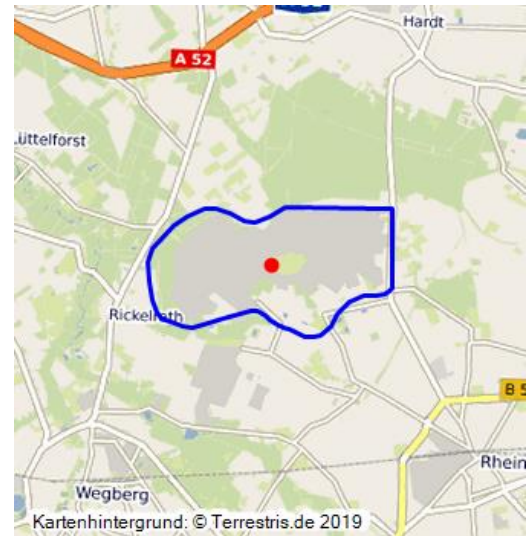 Hardt
A 52
Lüttelforst
Rickelrath
B 5
Rhein
Wegberg
Kartenhintergrund: © Terrestris.de 2019